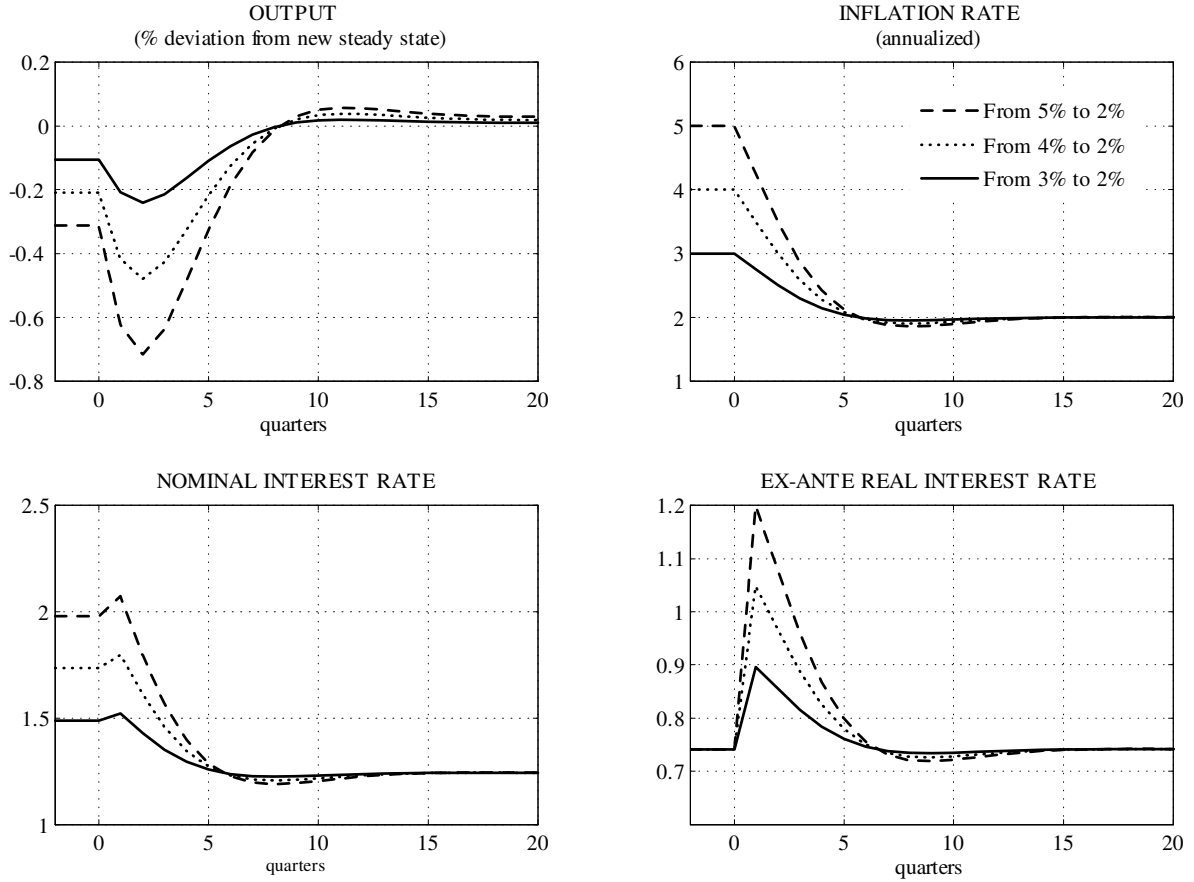 OUTPUT
(% deviation from new steady state)
0.2
0
-0.2
-0.4
-0.6
-0.8
0 5 10 15 20
quarters
INFLATION RATE
(annualized)
6
5
4
3
2
1
From 5% to 2%
From 4% to 2%
From 3% to 2%
0 5 10 15 20
quarters
NOMINAL INTEREST RATE
2.5
2
1.5
1
0 5 10 15 20
quarters
EX-ANTE REAL INTEREST RATE
1.2
1.1
1
0.9
0.8
0.7
0 5 10 15 20
quarters